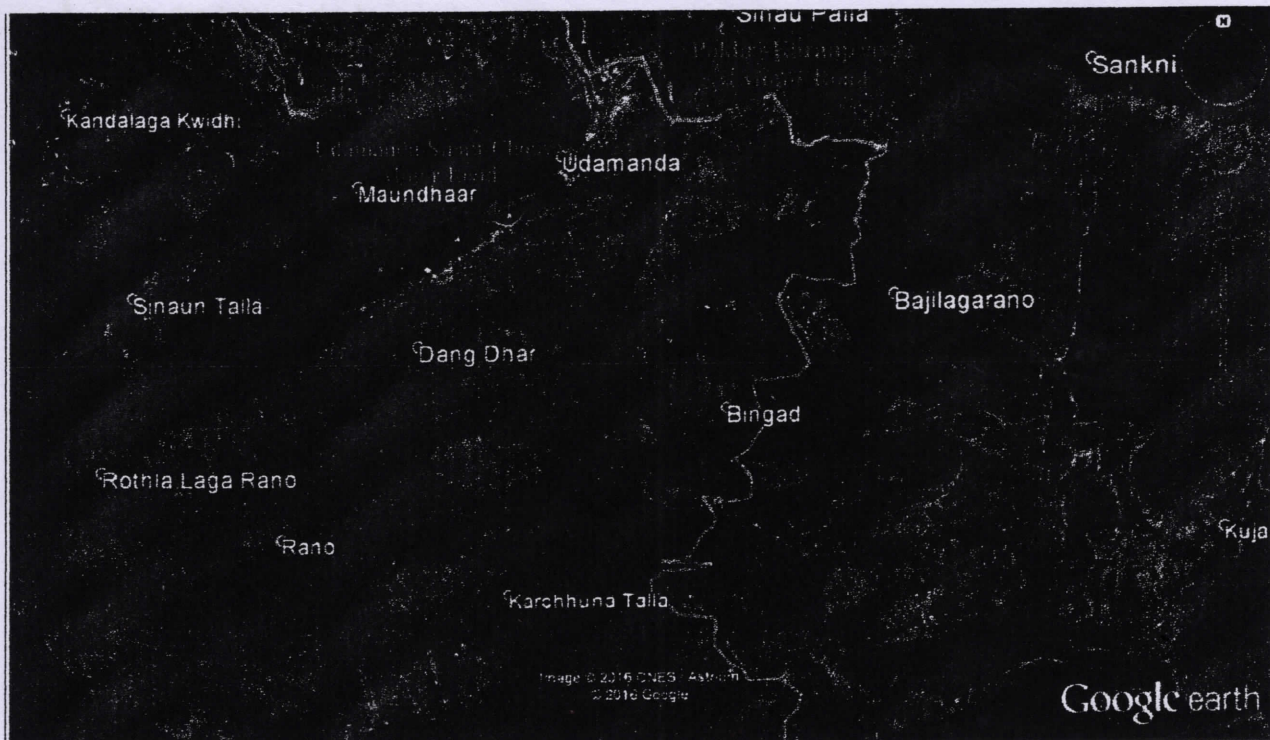 Sinau Palla
Sankni
Kandalaga Kwidhi
Udamanda
Maundhaar
Sinaun Talla
Bajilagarano
Dang Dhar
Bingad
Rothia Laga Rano
Kuja
Rano
Karchhuna Talla
Image © 2016 CNES / Astrium
© 2016 Google
Google earth